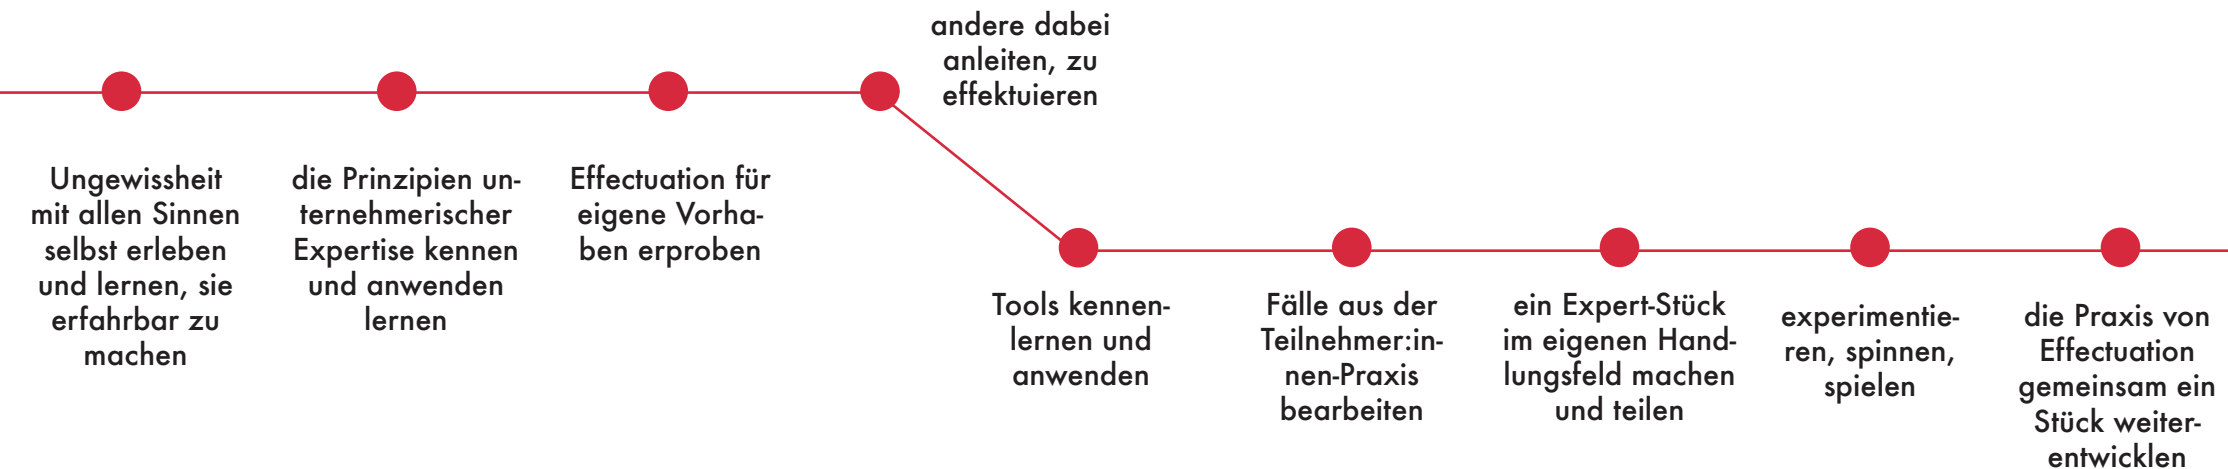 Ungewissheit
mit allen Sinnen
selbst erleben
und lernen, sie
erfahrbar zu
machen
die Prinzipien un-
ternehmerischer
Expertise kennen
und anwenden
lernen
Effectuation für
eigene Vorha-
ben erproben
andere dabei
anleiten, zu
effektuieren
Tools kennen-
lernen und
anwenden
Fälle aus der
Teilnehmer:in-
nen-Praxis
bearbeiten
ein Expert-Stück
im eigenen Hand-
lungsfeld machen
und teilen
experimentie-
ren, spinnen,
spielen
die Praxis von
Effectuation
gemeinsam ein
Stück weiter-
entwicklen